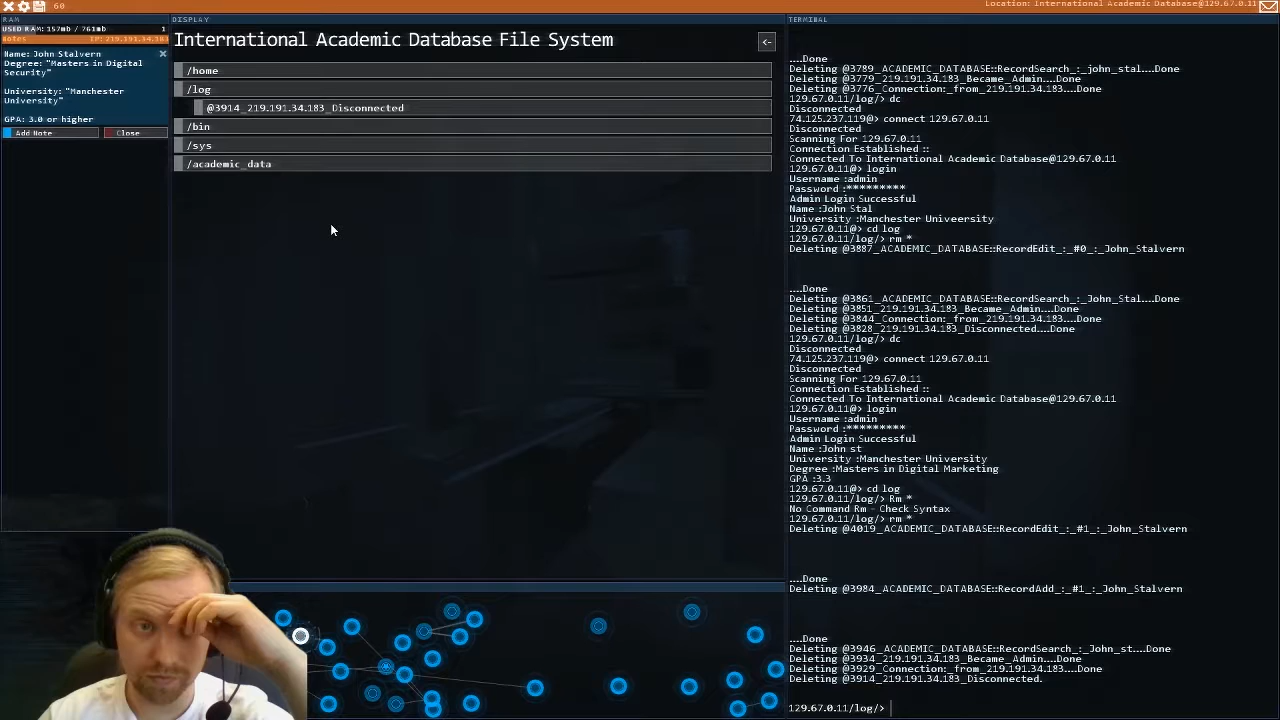 60
Location: International Academic Database@129.67.0.11
RAM
USED RAM: 157mb / 761mb 1
notes
Name: John Stalvern
Degree: "Masters in Digital
Security"
University: "Manchester
University"
GPA: 3.0 or higher
Add Note
Close
DISPLAY
International Academic Database File System
<-
/home
/log
@3914_219.191.34.183_Disconnected
/bin
/sys
/academic_data
TERMINAL
....Done
Deleting @3789_ACADEMIC_DATABASE::RecordSearch_:_john_stal....Done
Deleting @3779_219.191.34.183_Became_Admin....Done
Deleting @3776_Connection:_from_219.191.34.183....Done
129.67.0.11/log/> dc
Disconnected
74.125.237.119@> connect 129.67.0.11
Disconnected
Scanning For 129.67.0.11
Connection Established ::
Connected To International Academic Database@129.67.0.11
129.67.0.11@> login
Username :admin
Password :*********
Admin Login Successful
Name :John Stal
University :Manchester Univeersity
129.67.0.11@> cd log
129.67.0.11/log/> rm *
Deleting @3887_ACADEMIC_DATABASE::RecordEdit_:_#0_:_John_Stalvern
....Done
Deleting @3861_ACADEMIC_DATABASE::RecordSearch_:_John_Stal....Done
Deleting @3851_219.191.34.183_Became_Admin....Done
Deleting @3844_Connection:_from_219.191.34.183....Done
Deleting @3828_219.191.34.183_Disconnected....Done
129.67.0.11/log/> dc
Disconnected
74.125.237.119@> connect 129.67.0.11
Disconnected
Scanning For 129.67.0.11
Connection Established ::
Connected To International Academic Database@129.67.0.11
129.67.0.11@> login
Username :admin
Password :*********
Admin Login Successful
Name :John st
University :Manchester University
Degree :Masters in Digital Marketing
GPA :3.3
129.67.0.11@> cd log
129.67.0.11/log/> Rm *
No Command Rm - Check Syntax
129.67.0.11/log/> rm *
Deleting @4019_ACADEMIC_DATABASE::RecordEdit_:_#1_:_John_Stalvern
....Done
Deleting @3984_ACADEMIC_DATABASE::RecordAdd_:_#1_:_John_Stalvern
....Done
Deleting @3946_ACADEMIC_DATABASE::RecordSearch_:_John_st....Done
Deleting @3934_219.191.34.183_Became_Admin....Done
Deleting @3929_Connection:_from_219.191.34.183....Done
Deleting @3914_219.191.34.183_Disconnected.
129.67.0.11/log/>